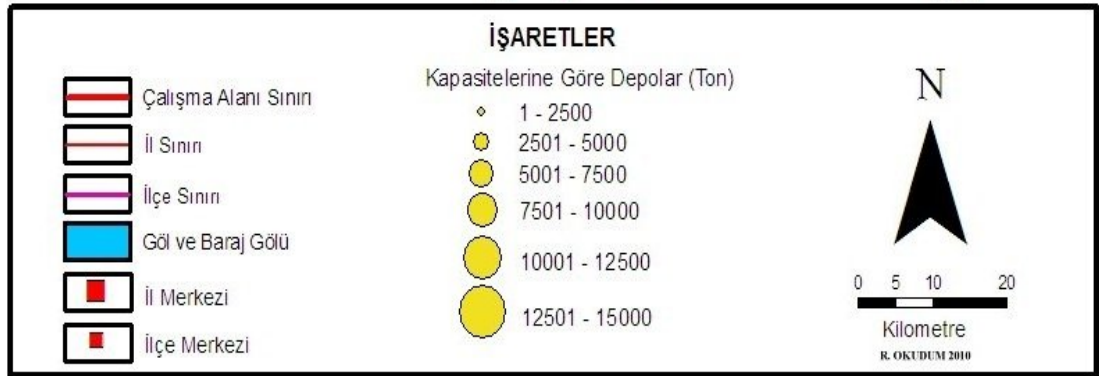 İŞARETLER
Çalışma Alanı Sınırı
İl Sınırı
İlçe Sınırı
Göl ve Baraj Gölü
İl Merkezi
İlçe Merkezi
Kapasitelerine Göre Depolar (Ton)
1 - 2500
2501 - 5000
5001 - 7500
7501 - 10000
10001 - 12500
12501 - 15000
N
0 5 10 20
Kilometre
R. OKUDUM 2010